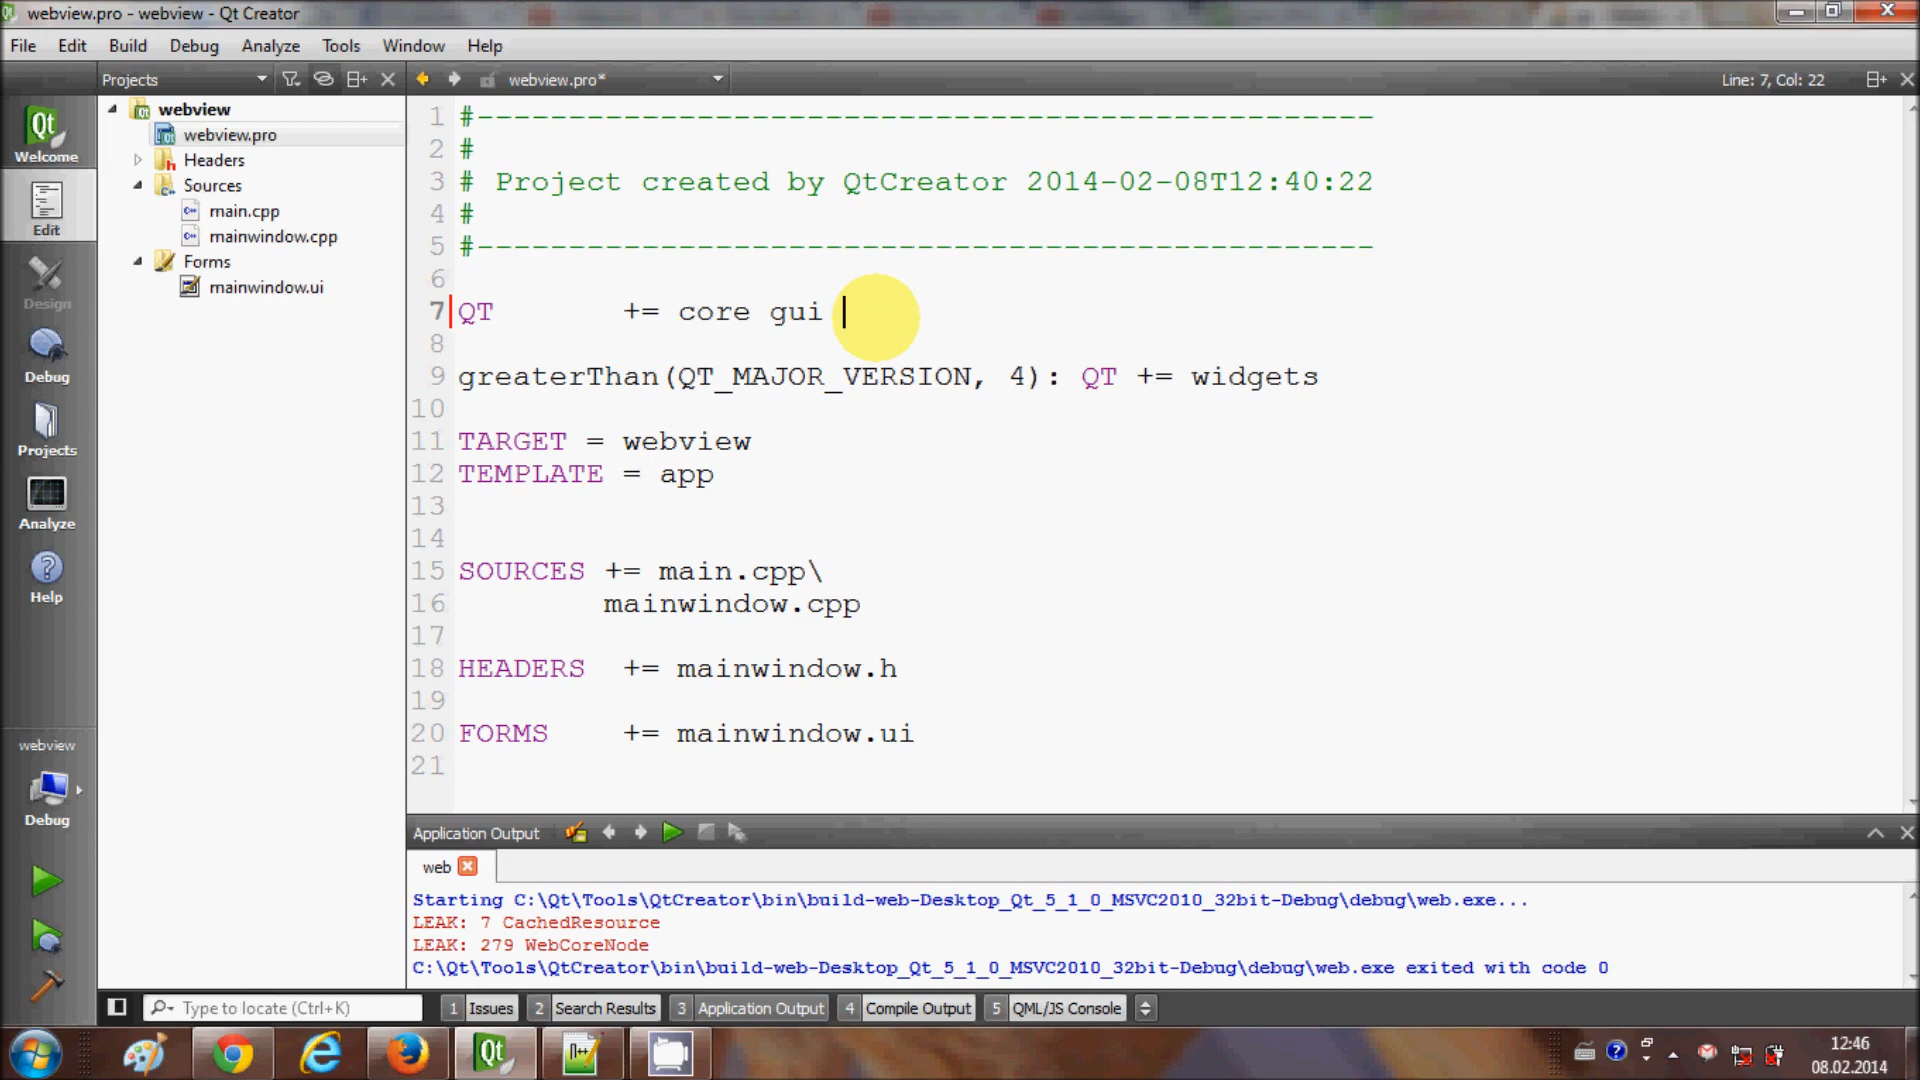 webview.pro - webview - Qt Creator
File Edit Build Debug Analyze Tools Window Help
Projects
webview.pro*
Line: 7, Col: 22
Welcome
Edit
Design
Debug
Projects
Analyze
Help
webview
Debug
webview
webview.pro
Headers
Sources
main.cpp
mainwindow.cpp
Forms
mainwindow.ui
1 #-------------------------------------------------
2 #
3 # Project created by QtCreator 2014-02-08T12:40:22
4 #
5 #-------------------------------------------------
6
7 QT       += core gui
8
9 greaterThan(QT_MAJOR_VERSION, 4): QT += widgets
10
11 TARGET = webview
12 TEMPLATE = app
13
14
15 SOURCES += main.cpp\
16         mainwindow.cpp
17
18 HEADERS  += mainwindow.h
19
20 FORMS    += mainwindow.ui
21
Application Output
web
Starting C:\Qt\Tools\QtCreator\bin\build-web-Desktop_Qt_5_1_0_MSVC2010_32bit-Debug\debug\web.exe...
LEAK: 7 CachedResource
LEAK: 279 WebCoreNode
C:\Qt\Tools\QtCreator\bin\build-web-Desktop_Qt_5_1_0_MSVC2010_32bit-Debug\debug\web.exe exited with code 0
Type to locate (Ctrl+K)
1 Issues 2 Search Results 3 Application Output 4 Compile Output 5 QML/JS Console
12:46
08.02.2014